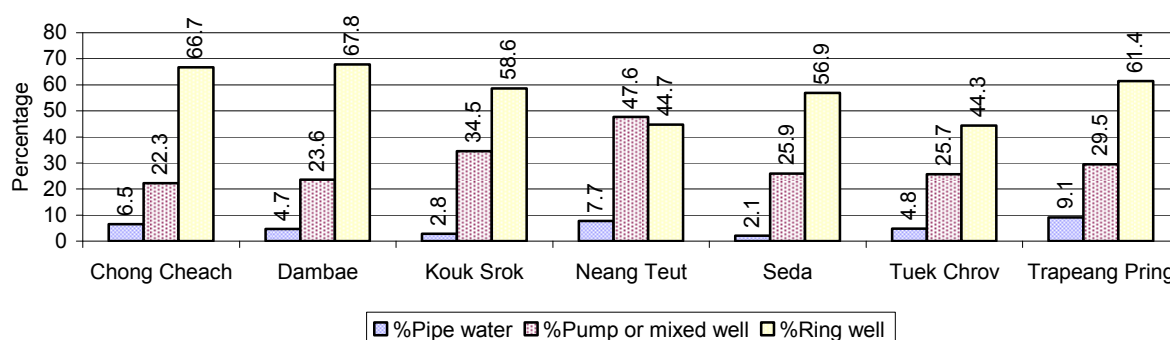 Percentage
80
70
60
50
40
30
20
10
0
6.5 22.3 66.7
4.7 23.6 67.8
2.8 34.5 58.6
7.7 47.6 44.7
2.1 25.9 56.9
4.8 25.7 44.3
9.1 29.5 61.4
Chong Cheach Dambae Kouk Srok Neang Teut Seda Tuek Chrov Trapeang Pring
%Pipe water %Pump or mixed well %Ring well